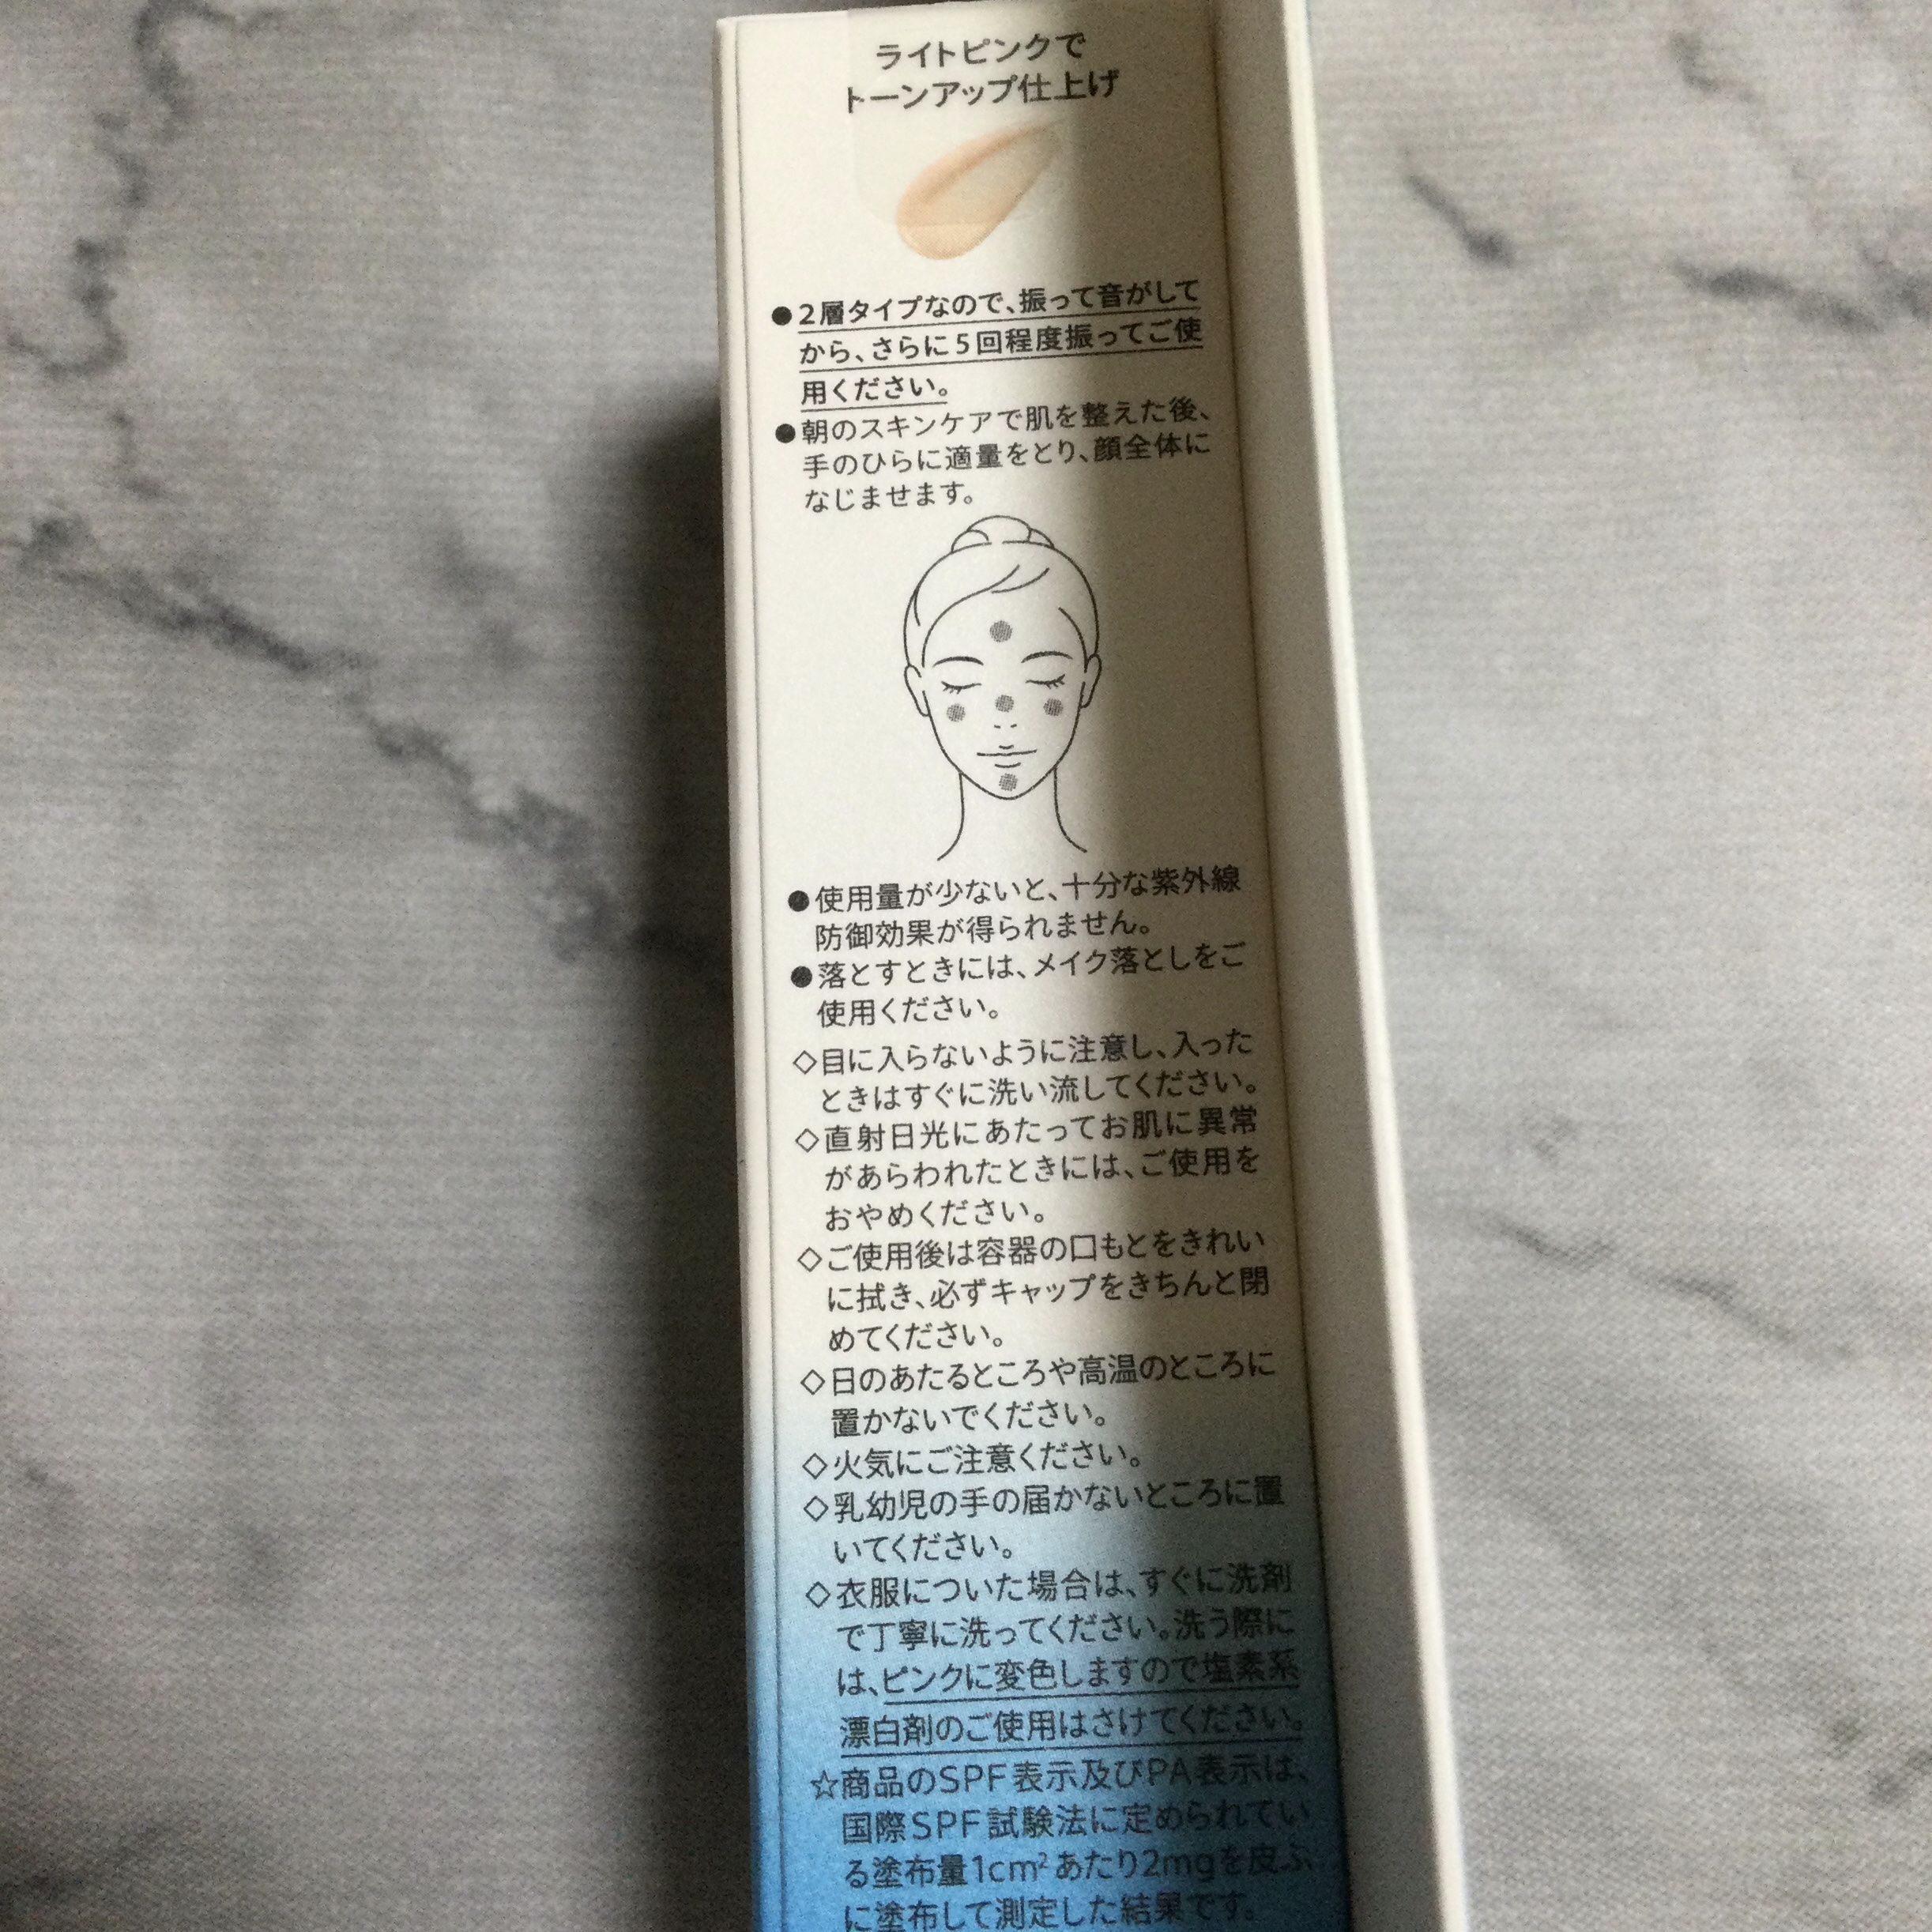 ライトピンクで
トーンアップ仕上げ
●2層タイプなので、振って音がして
から、さらに5回程度振ってご使
用ください。
●朝のスキンケアで肌を整えた後、
手のひらに適量をとり、顔全体に
なじませます。
●使用量が少ないと、十分な紫外線
防御効果が得られません。
●落とすときには、メイク落としをご
使用ください。
◇目に入らないように注意し、入った
ときはすぐに洗い流してください。
◇直射日光にあたってお肌に異常
があらわれたときには、ご使用を
おやめください。
◇ご使用後は容器の口もとをきれい
に拭き、必ずキャップをきちんと閉
めてください。
◇日のあたるところや高温のところに
置かないでください。
◇火気にご注意ください。
◇乳幼児の手の届かないところに置
いてください。
◇衣服についた場合は、すぐに洗剤
で丁寧に洗ってください。洗う際に
は、ピンクに変色しますので塩素系
漂白剤のご使用はさけてください。
☆商品のSPF表示及びPA表示は、
国際SPF試験法に定められてい
る塗布量1cm²あたり2mgを皮ふ
に塗布して測定した結果です。